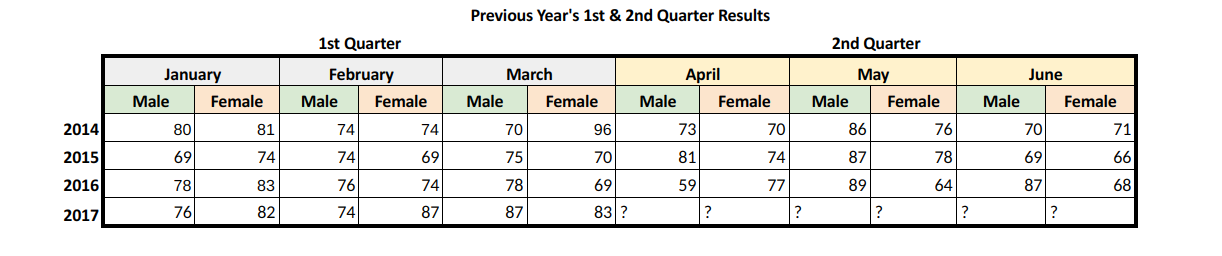 Previous Year's 1st & 2nd Quarter Results
1st Quarter 2nd Quarter
January February March April May June
Male Female Male Female Male Female Male Female Male Female Male Female
2014 80 81 74 74 70 96 73 70 86 76 70 71
2015 69 74 74 69 75 70 81 74 87 78 69 66
2016 78 83 76 74 78 69 59 77 89 64 87 68
2017 76 82 74 87 87 83 ? ? ? ? ? ?